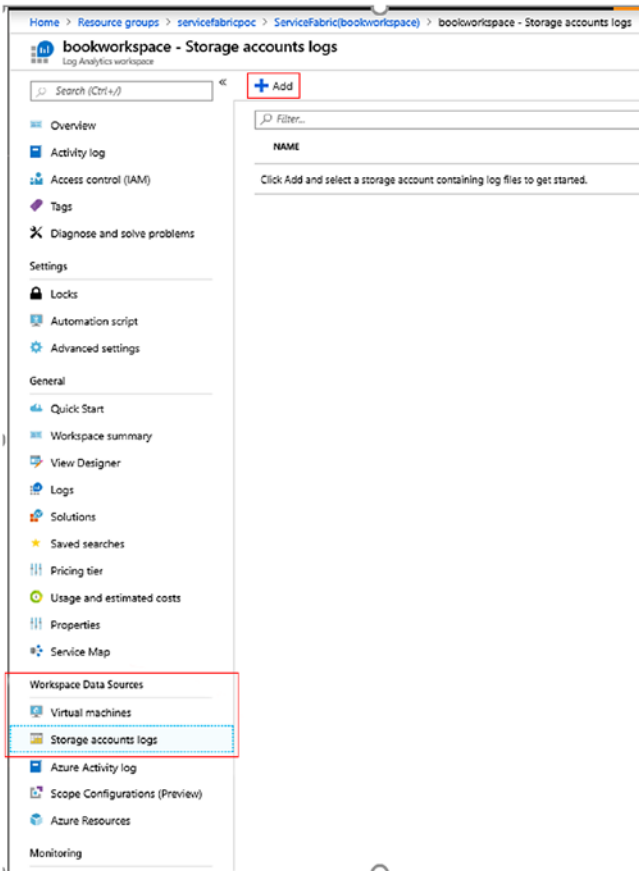 Home > Resource groups > servicefabricpoc > ServiceFabric(bookworkspace) > bookworkspace - Storage accounts logs
bookworkspace - Storage accounts logs
Log Analytics workspace
Search (Ctrl+/)
«
Add
Overview
Activity log
Access control (IAM)
Tags
Diagnose and solve problems
Settings
Locks
Automation script
Advanced settings
General
Quick Start
Workspace summary
View Designer
Logs
Solutions
Saved searches
Pricing tier
Usage and estimated costs
Properties
Service Map
Workspace Data Sources
Virtual machines
Storage accounts logs
Azure Activity log
Scope Configurations (Preview)
Azure Resources
Monitoring
Filter...
NAME
Click Add and select a storage account containing log files to get started.